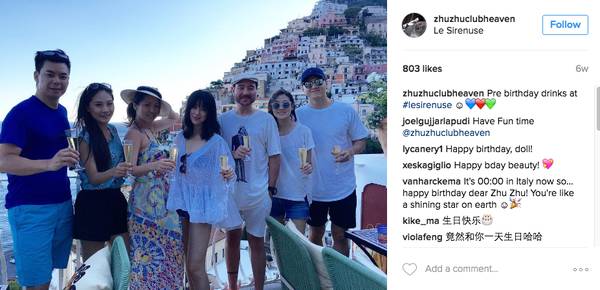 zhuzhuclubheaven
Le Sirenuse
Follow
803 likes
6w
zhuzhuclubheaven Pre birthday drinks at
#lesirenuse ☺️💙❤️💚
joelgujjarlapudi Have Fun time
@zhuzhuclubheaven
lycanery1 Happy birthday, doll!
xeskagiglio Happy bday beauty! 💖
vanharckema It's 00:00 in Italy now so...
happy birthday dear Zhu Zhu! You're like
a shining star on earth ☺️🎉
kike_ma 生日快乐🎂
violafeng 竟然和你一天生日哈哈
Add a comment...